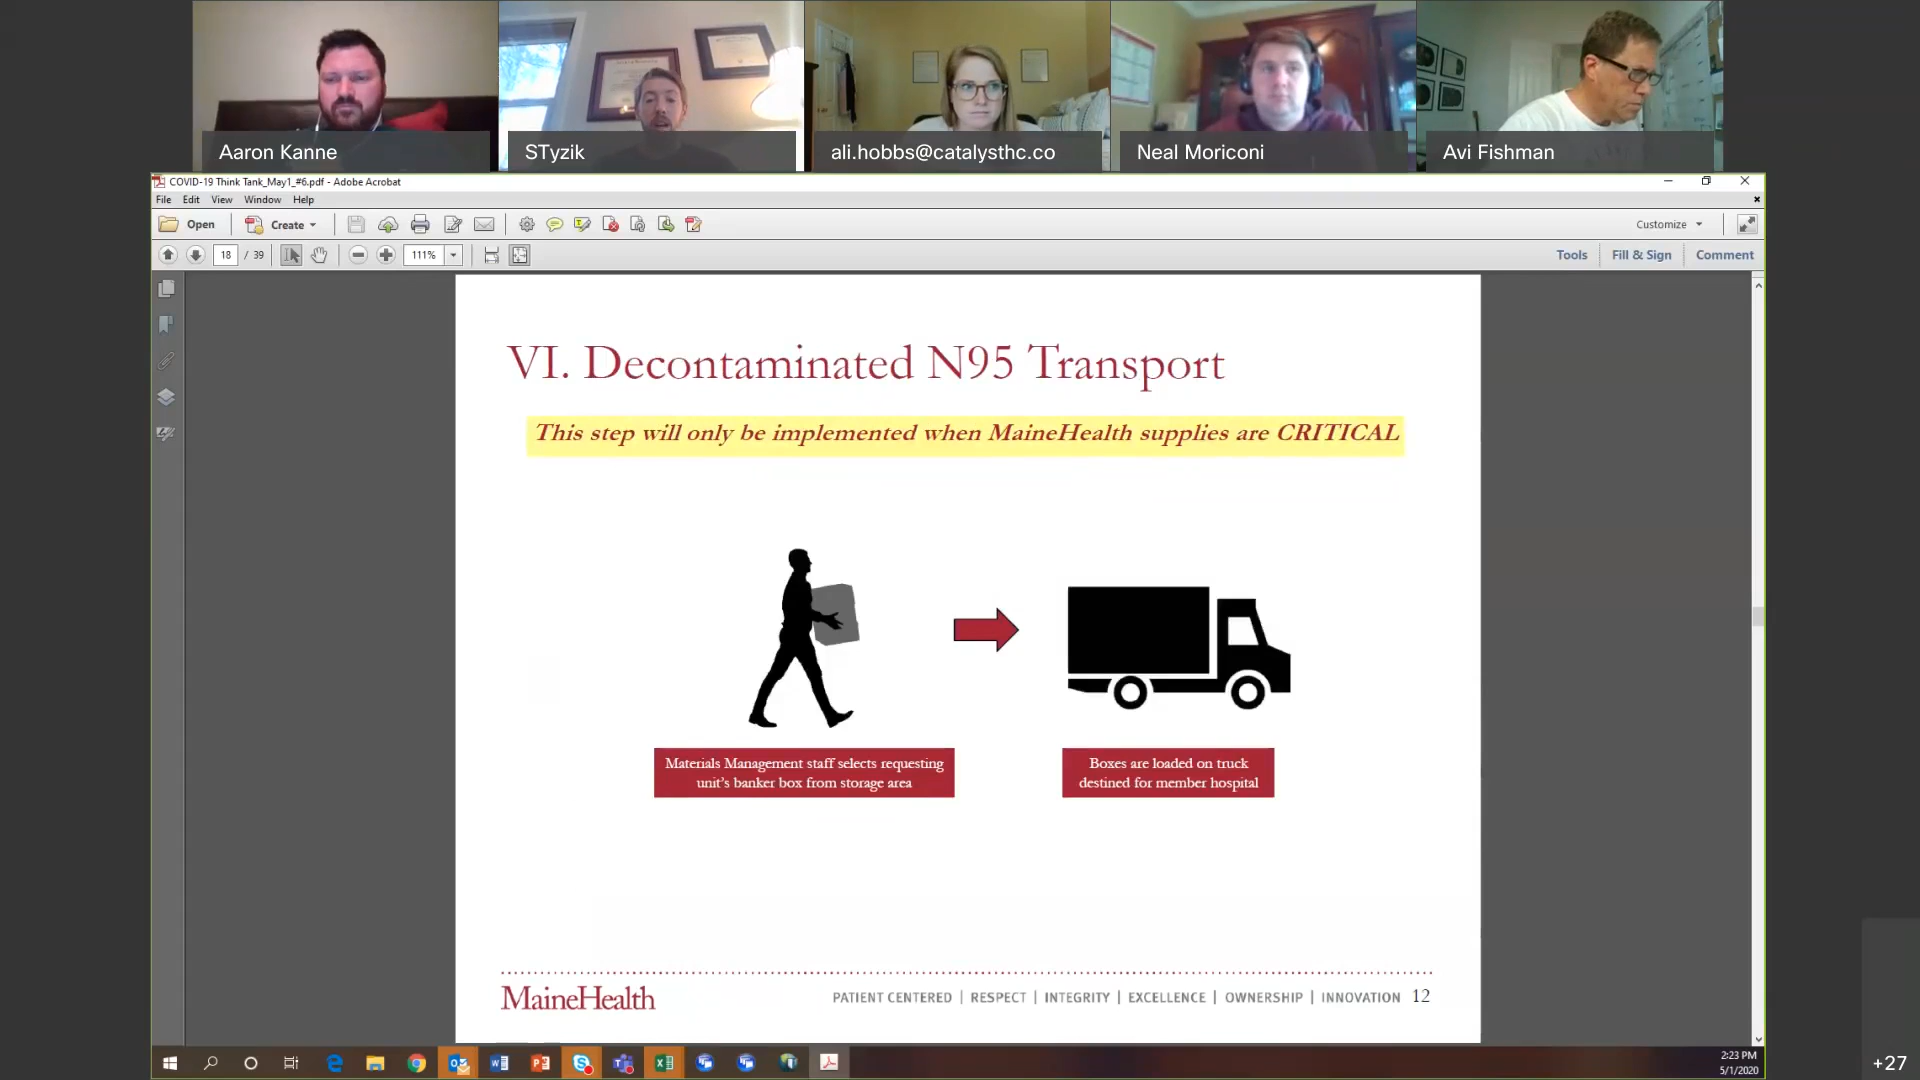 Aaron Kanne
STyzik
ali.hobbs@catalysthc.co
Neal Moriconi
Avi Fishman
COVID-19 Think Tank_May1_#6.pdf - Adobe Acrobat
File Edit View Window Help
Open Create Customize
18 / 39 111% Tools Fill & Sign Comment
VI. Decontaminated N95 Transport
This step will only be implemented when MaineHealth supplies are CRITICAL
Materials Management staff selects requesting
unit's banker box from storage area
Boxes are loaded on truck
destined for member hospital
MaineHealth PATIENT CENTERED | RESPECT | INTEGRITY | EXCELLENCE | OWNERSHIP | INNOVATION 12
2:23 PM
5/1/2020
+27